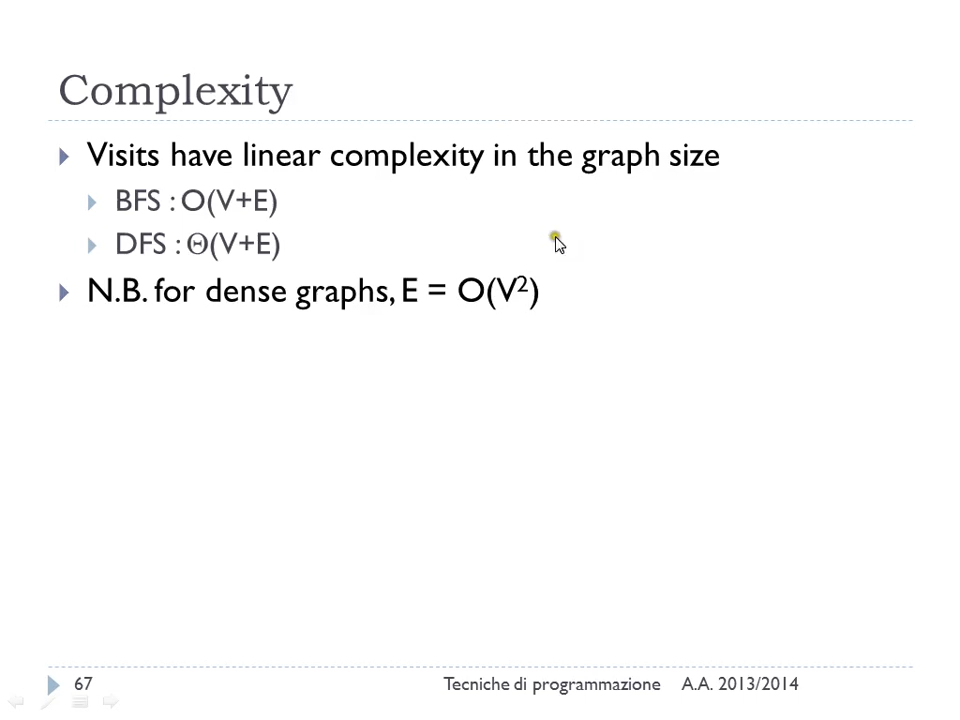 Complexity
Visits have linear complexity in the graph size
BFS : O(V+E)
DFS : Θ(V+E)
N.B. for dense graphs, E = O(V²)
67 Tecniche di programmazione A.A. 2013/2014